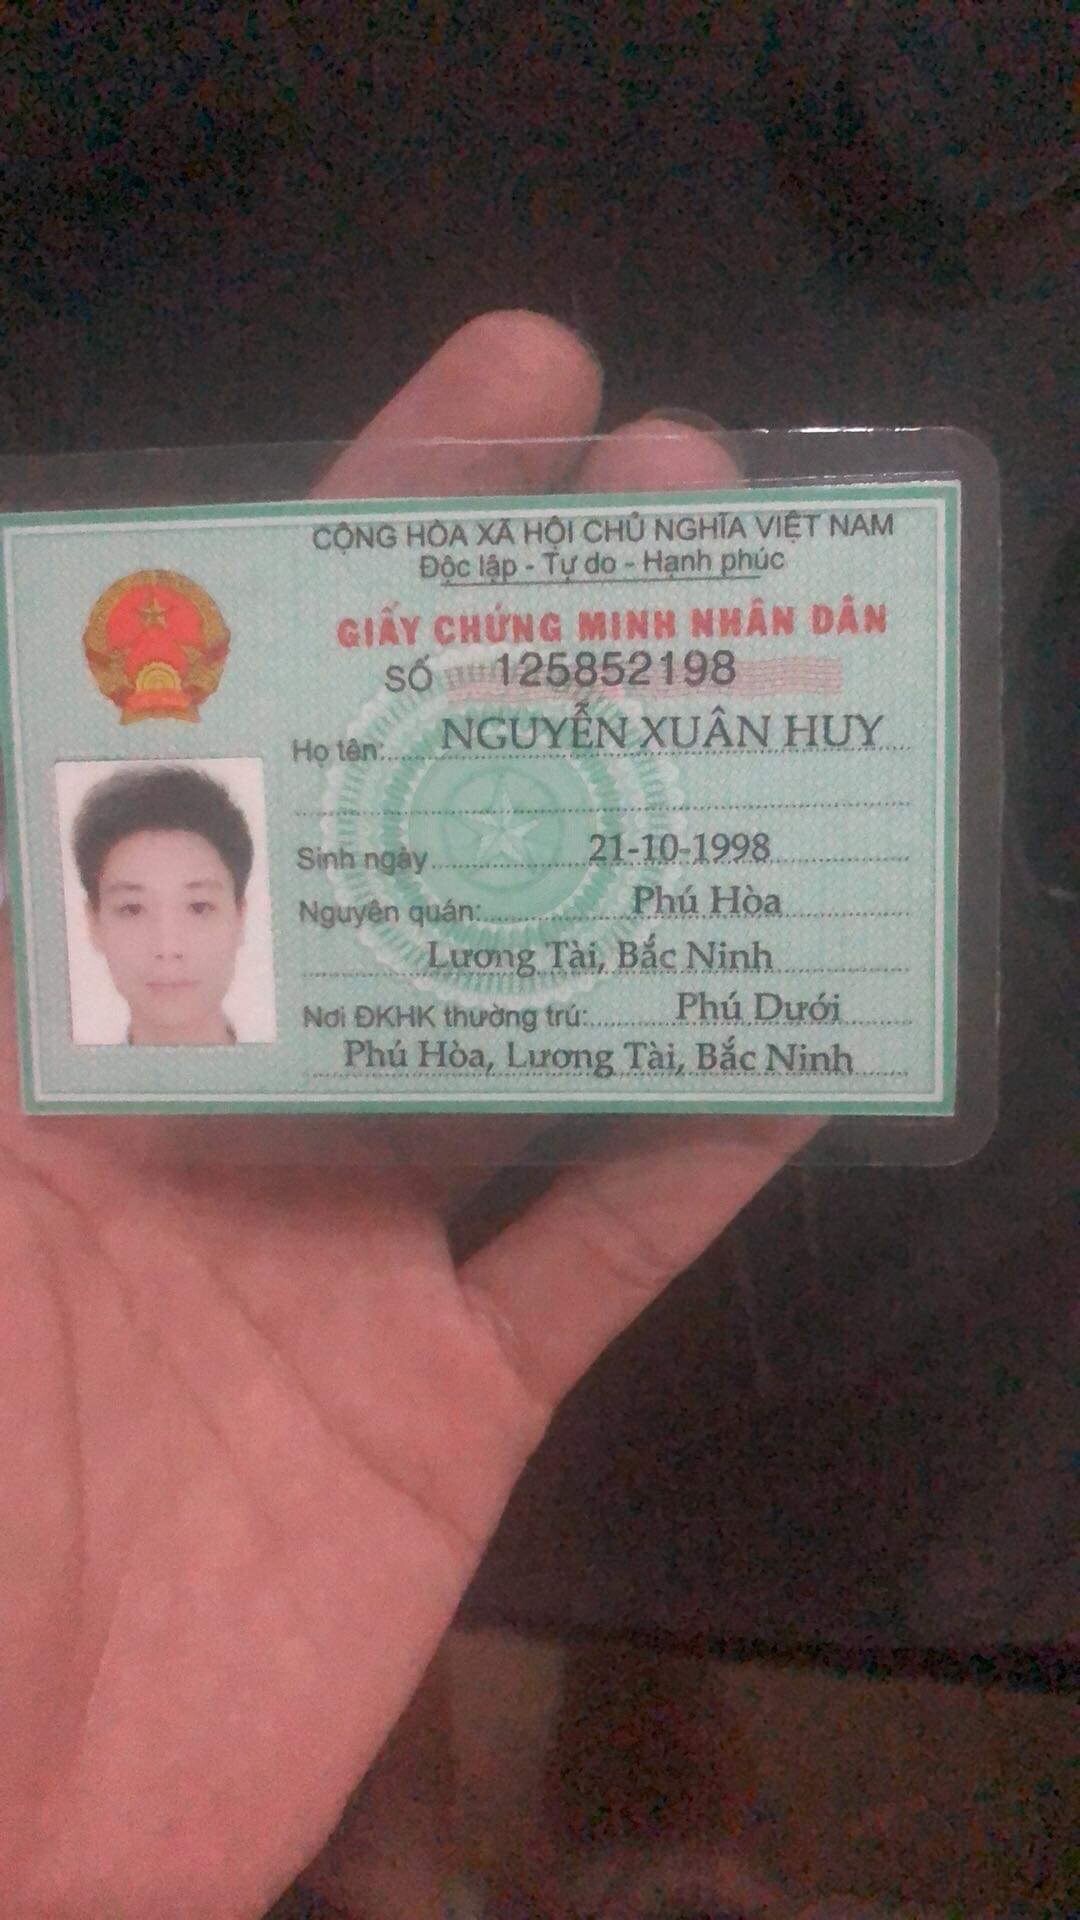 CỘNG HÒA XÃ HỘI CHỦ NGHĨA VIỆT NAM
Độc lập - Tự do - Hạnh phúc
GIẤY CHỨNG MINH NHÂN DÂN
SỐ 125852198
Họ tên: NGUYỄN XUÂN HUY
Sinh ngày 21-10-1998
Nguyên quán: Phú Hòa
Lương Tài, Bắc Ninh
Nơi ĐKHK thường trú: Phú Dưới
Phú Hòa, Lương Tài, Bắc Ninh